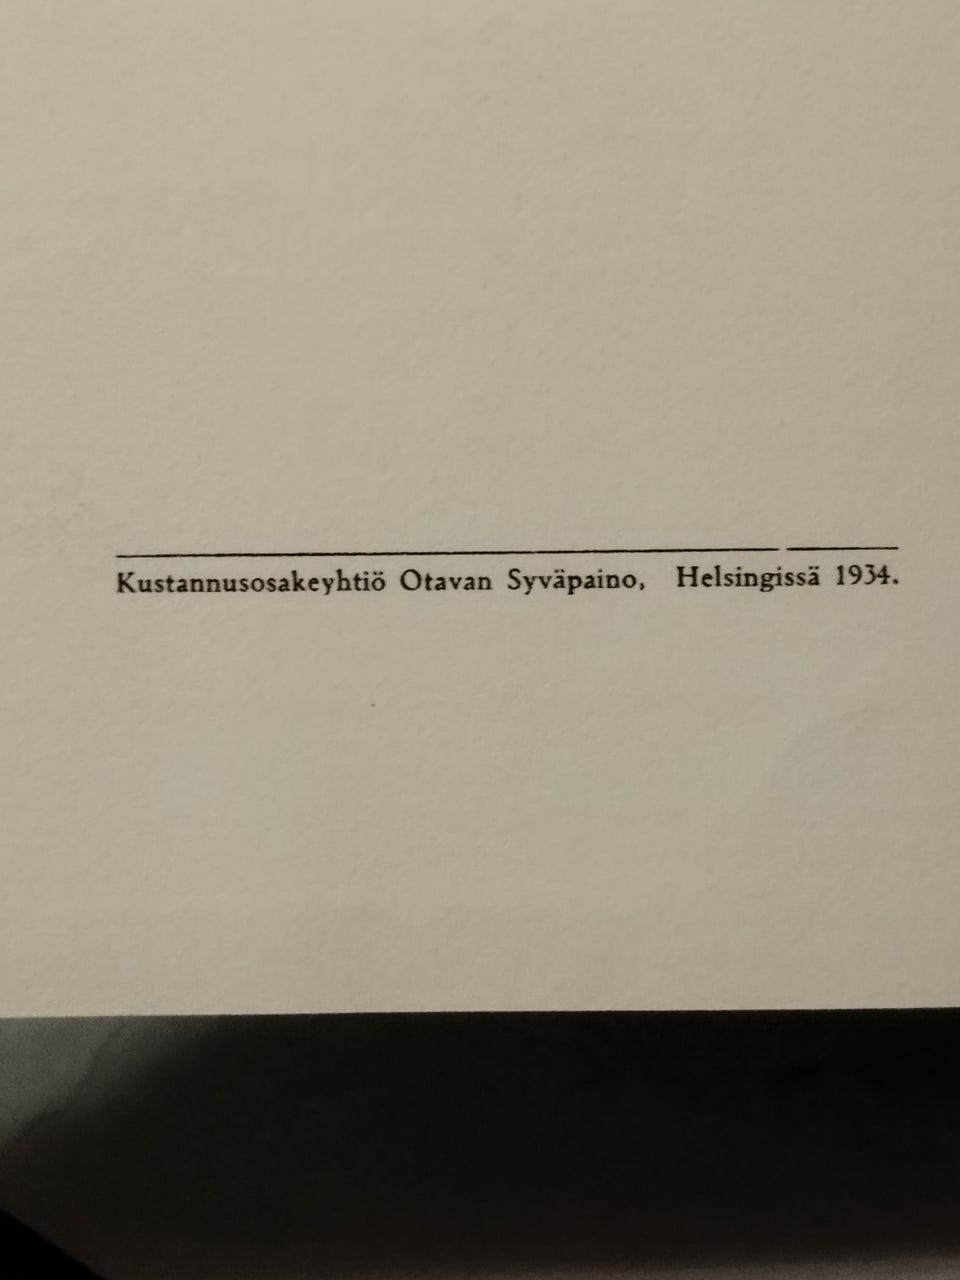 Kustannusosakeyhtiö Otavan Syväpaino, Helsingissä 1934.